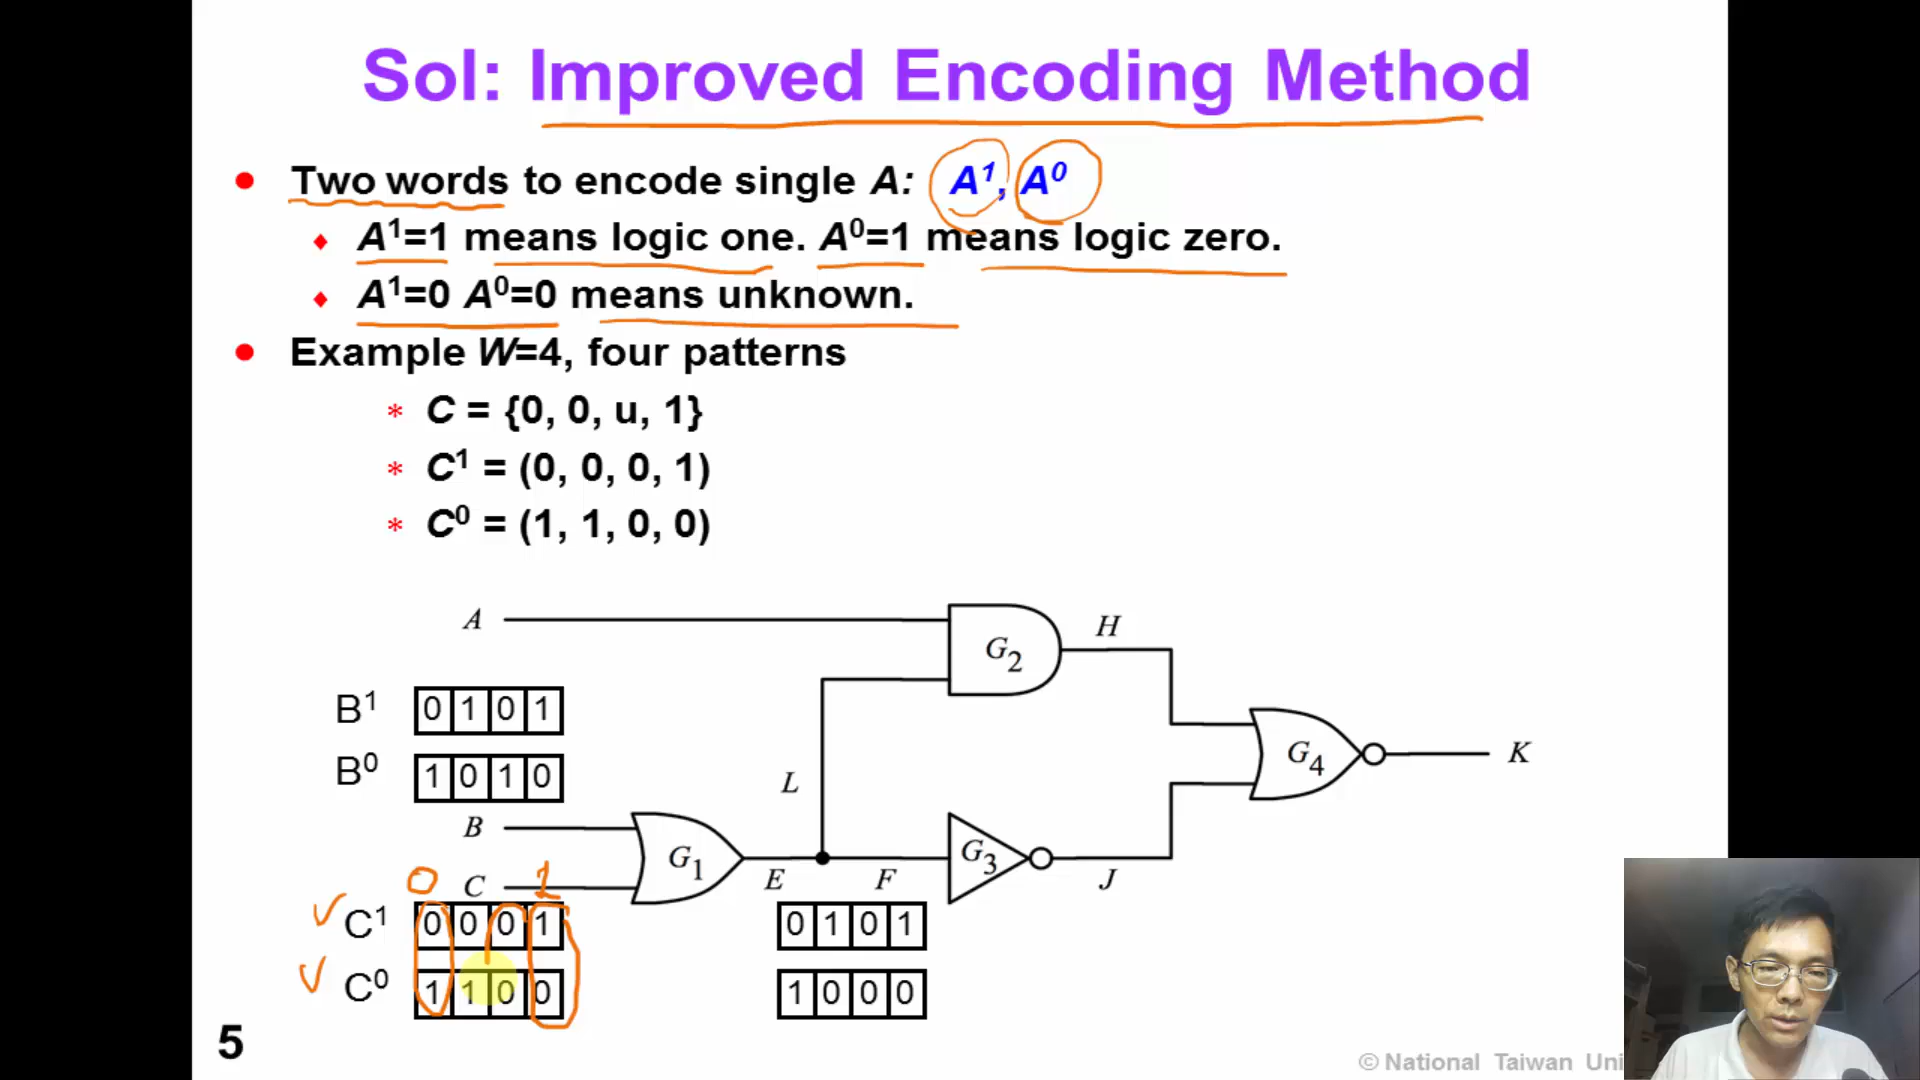 Sol: Improved Encoding Method
• Two words to encode single A: A¹, A⁰
♦ A¹=1 means logic one. A⁰=1 means logic zero.
♦ A¹=0 A⁰=0 means unknown.
• Example W=4, four patterns
* C = {0, 0, u, 1}
* C¹ = (0, 0, 0, 1)
* C⁰ = (1, 1, 0, 0)
A
G₂
H
B¹ 0 1 0 1
B⁰ 1 0 1 0
L
G₄
K
B
G₁
E
F
G₃
J
0
C
1
C¹ 0 0 0 1
0 1 0 1
C⁰ 1 1 0 0
1 0 0 0
5
© National Taiwan Uni